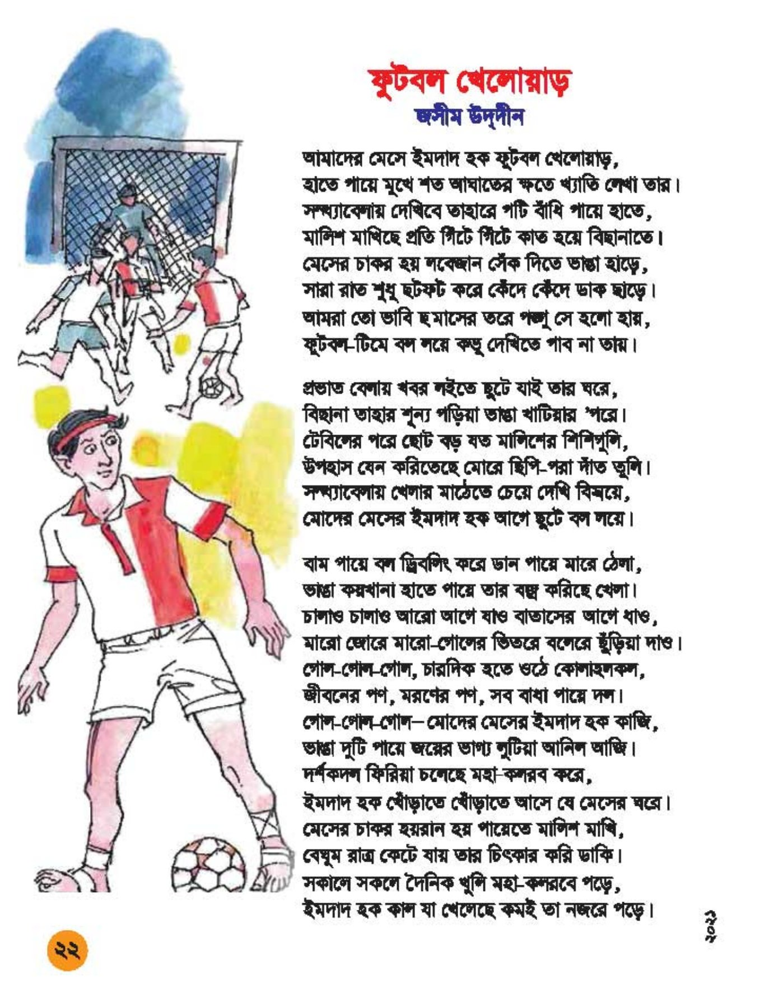 ফুটবল খেলোয়াড়
জসীম উদ্‌দীন
আমাদের মেসে ইমদাদ হক ফুটবল খেলোয়াড়,
হাতে পায়ে মুখে শত আঘাতের ক্ষতে খ্যাতি লেখা তার।
সন্ধ্যাবেলায় দেখিবে তাহারে পটি বাঁধি পায়ে হাতে,
মালিশ মাখিছে প্রতি গিঁটে গিঁটে কাত হয়ে বিছানাতে।
মেসের চাকর হয় লবেজান সেঁক দিতে ভাঙা হাড়ে,
সারা রাত শুধু ছটফট করে কেঁদে কেঁদে ডাক ছাড়ে।
আমরা তো ভাবি ছমাসের তরে পঙ্গু সে হলো হায়,
ফুটবল-টিমে বল লয়ে কভু দেখিতে পাব না তায়।
প্রভাত বেলায় খবর লইতে ছুটে যাই তার ঘরে,
বিছানা তাহার শূন্য পড়িয়া ভাঙা খাটিয়ার ’পরে।
টেবিলের পরে ছোট বড় যত মালিশের শিশিগুলি,
উপহাস যেন করিতেছে মোরে ছিপি-পরা দাঁত তুলি।
সন্ধ্যাবেলায় খেলার মাঠেতে চেয়ে দেখি বিস্ময়ে,
মোদের মেসের ইমদাদ হক আগে ছুটে বল লয়ে।
বাম পায়ে বল ড্রিবলিং করে ডান পায়ে মারে ঠেলা,
ভাঙা কয়খানা হাতে পায়ে তার বজ্র করিছে খেলা।
চালাও চালাও আরো আগে যাও বাতাসের আগে ধাও,
মারো জোরে মারো-গোলের ভিতরে বলেরে ছুঁড়িয়া দাও।
গোল-গোল-গোল, চারদিক হতে ওঠে কোলাহলকল,
জীবনের পণ, মরণের পণ, সব বাধা পায়ে দল।
গোল-গোল-গোল–মোদের মেসের ইমদাদ হক কাজি,
ভাঙা দুটি পায়ে জয়ের ভাগ্য লুটিয়া আনিল আজি।
দর্শকদল ফিরিয়া চলেছে মহা-কলরব করে,
ইমদাদ হক খোঁড়াতে খোঁড়াতে আসে যে মেসের ঘরে।
মেসের চাকর হয়রান হয় পায়েতে মালিশ মাখি,
বেঘুম রাত্র কেটে যায় তার চিৎকার করি ডাকি।
সকালে সকলে দৈনিক খুলি মহা-কলরবে পড়ে,
ইমদাদ হক কাল যা খেলেছে কমই তা নজরে পড়ে।
২২
২০২১